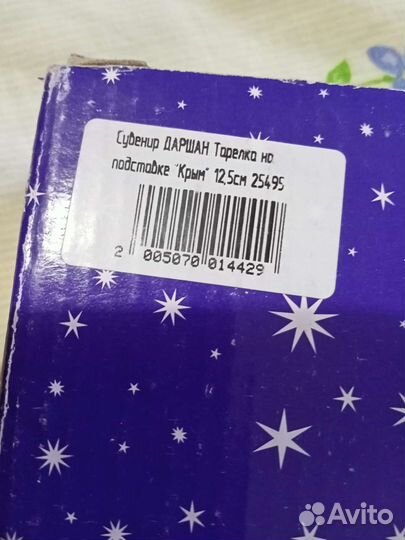 Сувенир ДАРШАН Тарелка на
подставке "Крым" 12,5см 25495
2 005070 014429
Avito